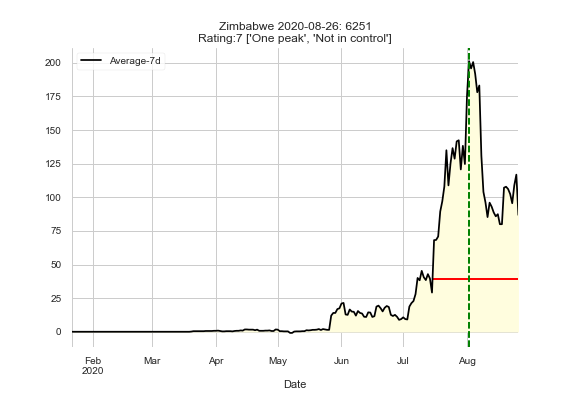 Zimbabwe 2020-08-26: 6251
Rating:7 ['One peak', 'Not in control']
Average-7d
200
175
150
125
100
75
50
25
0
Feb
2020
Mar
Apr
May
Jun
Jul
Aug
Date